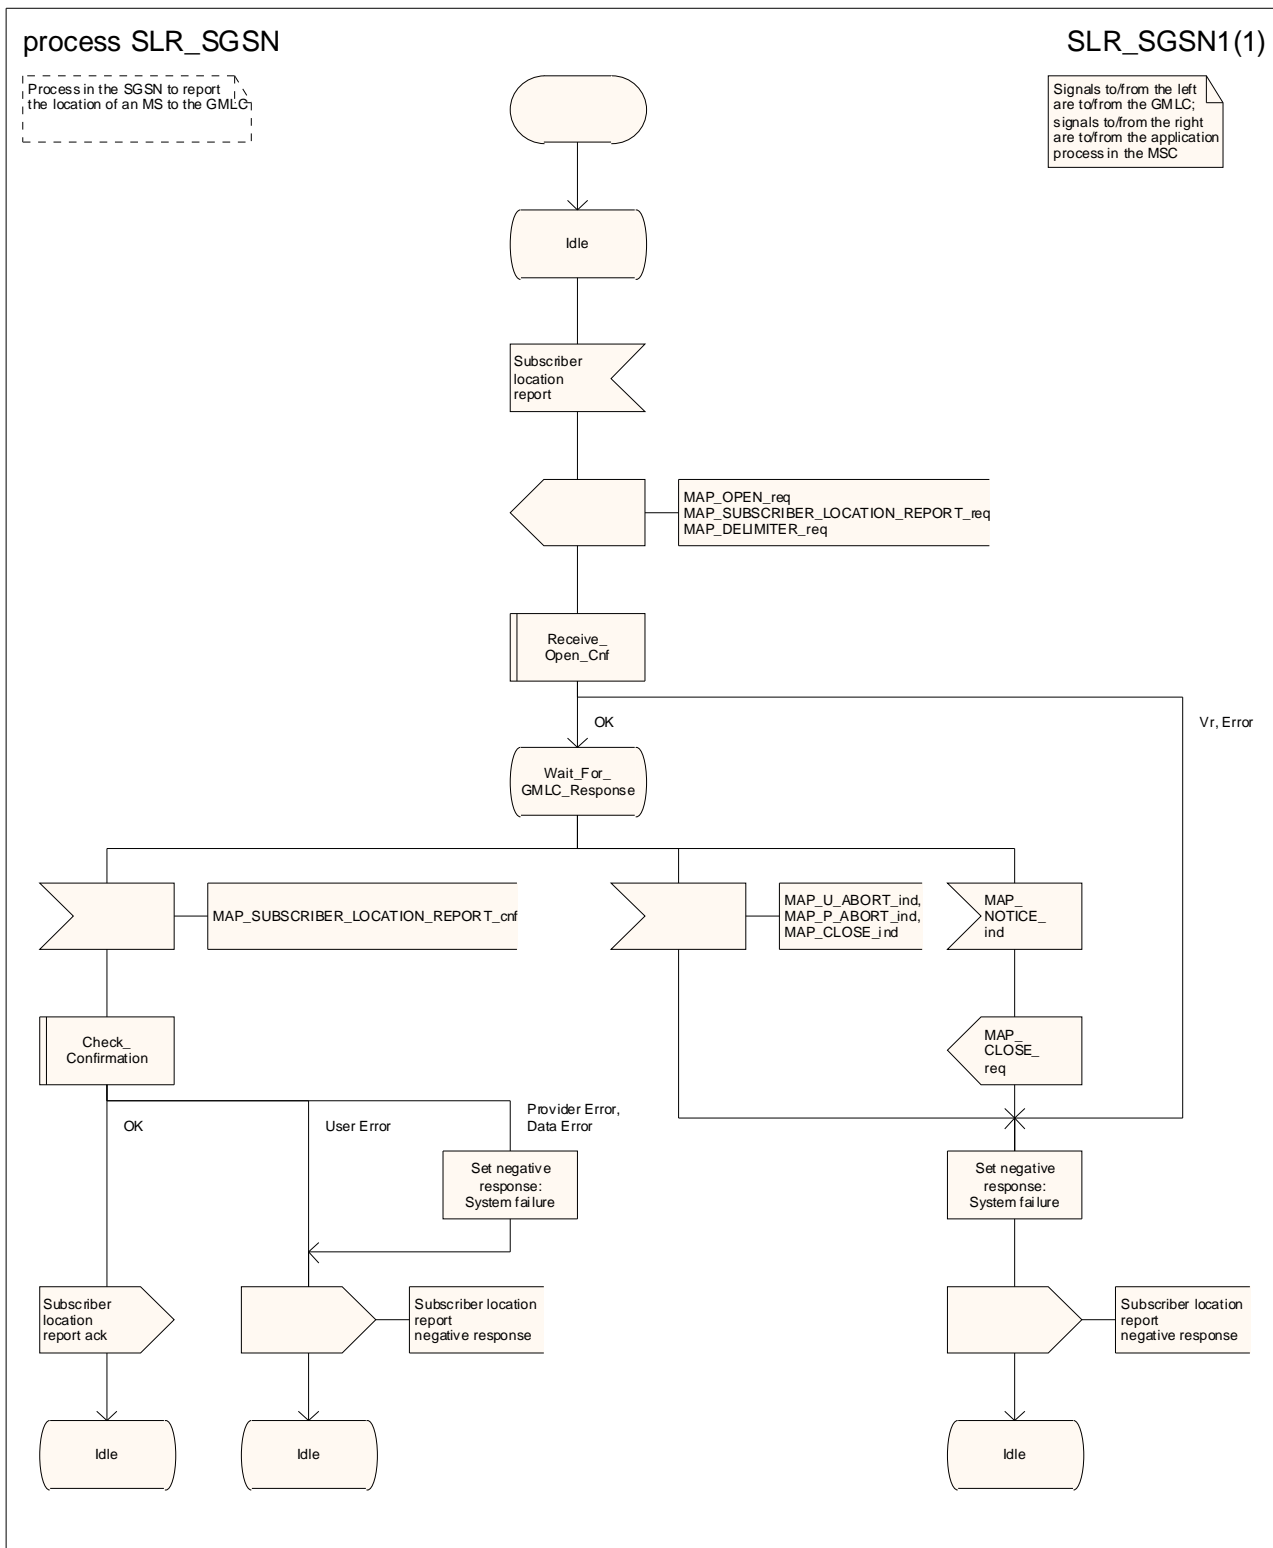 process SLR_SGSN
SLR_SGSN1(1)
Process in the SGSN to report
the location of an MS to the GMLC
Signals to/from the left
are to/from the GMLC;
signals to/from the right
are to/from the application
process in the MSC
Idle
Subscriber
location
report
MAP_OPEN_req
MAP_SUBSCRIBER_LOCATION_REPORT_req
MAP_DELIMITER_req
Receive_
Open_Cnf
OK
Vr, Error
Wait_For_
GMLC_Response
MAP_SUBSCRIBER_LOCATION_REPORT_cnf
MAP_U_ABORT_ind,
MAP_P_ABORT_ind,
MAP_CLOSE_ind
MAP_
NOTICE_
ind
Check_
Confirmation
MAP_
CLOSE_
req
OK
User Error
Provider Error,
Data Error
Set negative
response:
System failure
Set negative
response:
System failure
Subscriber
location
report ack
Subscriber location
report
negative response
Subscriber location
report
negative response
Idle
Idle
Idle